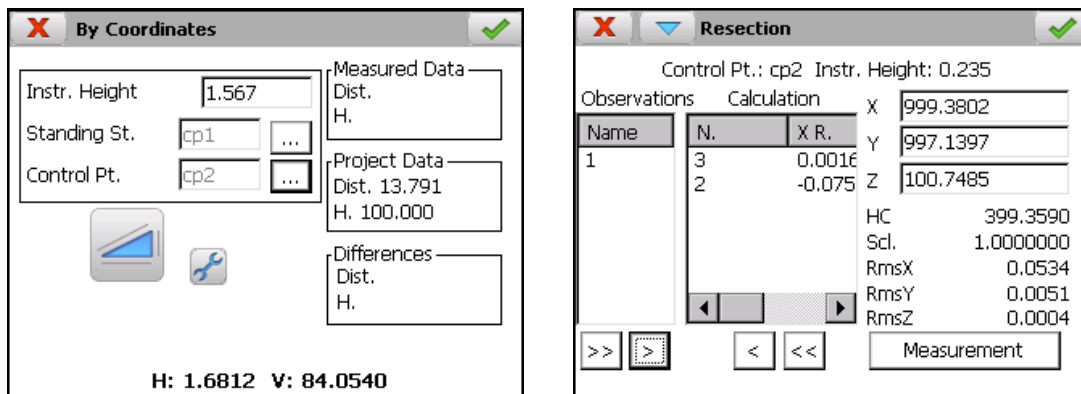 X By Coordinates
Instr. Height 1.567
Standing St. cp1 ...
Control Pt. cp2 ...
Measured Data
Dist.
H.
Project Data
Dist. 13.791
H. 100.000
Differences
Dist.
H.
H: 1.6812 V: 84.0540
X Resection
Control Pt.: cp2 Instr. Height: 0.235
Observations Calculation
Name
1
N. X R.
3 0.0016
2 -0.075
X 999.3802
Y 997.1397
Z 100.7485
HC 399.3590
Scl. 1.0000000
RmsX 0.0534
RmsY 0.0051
RmsZ 0.0004
>> > < << Measurement